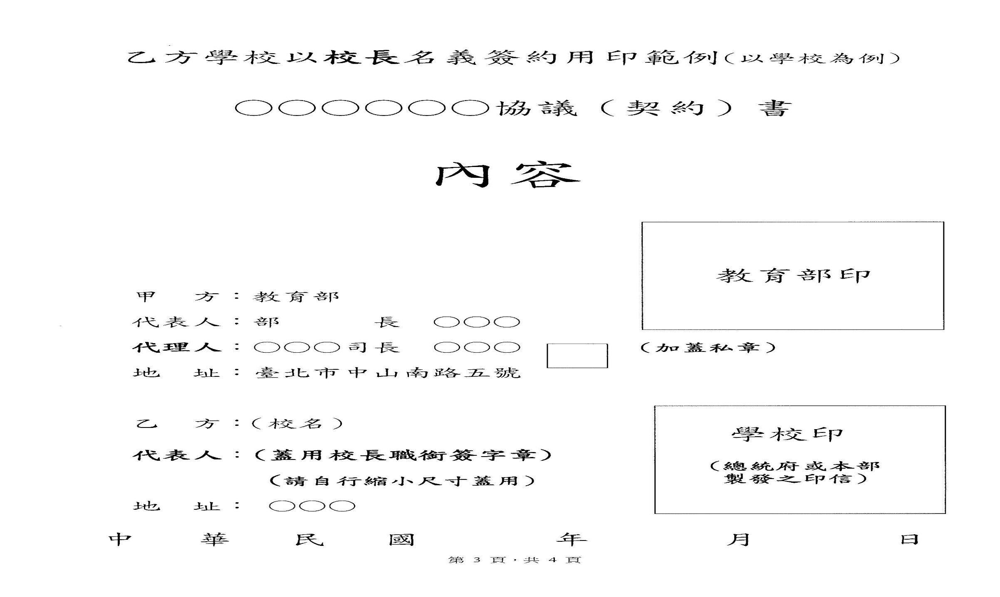 乙方學校以校長名義簽約用印範例(以學校為例)
○○○○○○協議(契約)書
內容
教育部印
甲 方：教育部
代表人：部 長 ○○○
代理人：○○○司長 ○○○
(加蓋私章)
地 址：臺北市中山南路五號
乙 方：(校名)
代表人：(蓋用校長職銜簽字章)
(請自行縮小尺寸蓋用)
地 址： ○○○
學校印
(總統府或本部
製發之印信)
中 華 民 國 年 月 日
第 3 頁，共 4 頁